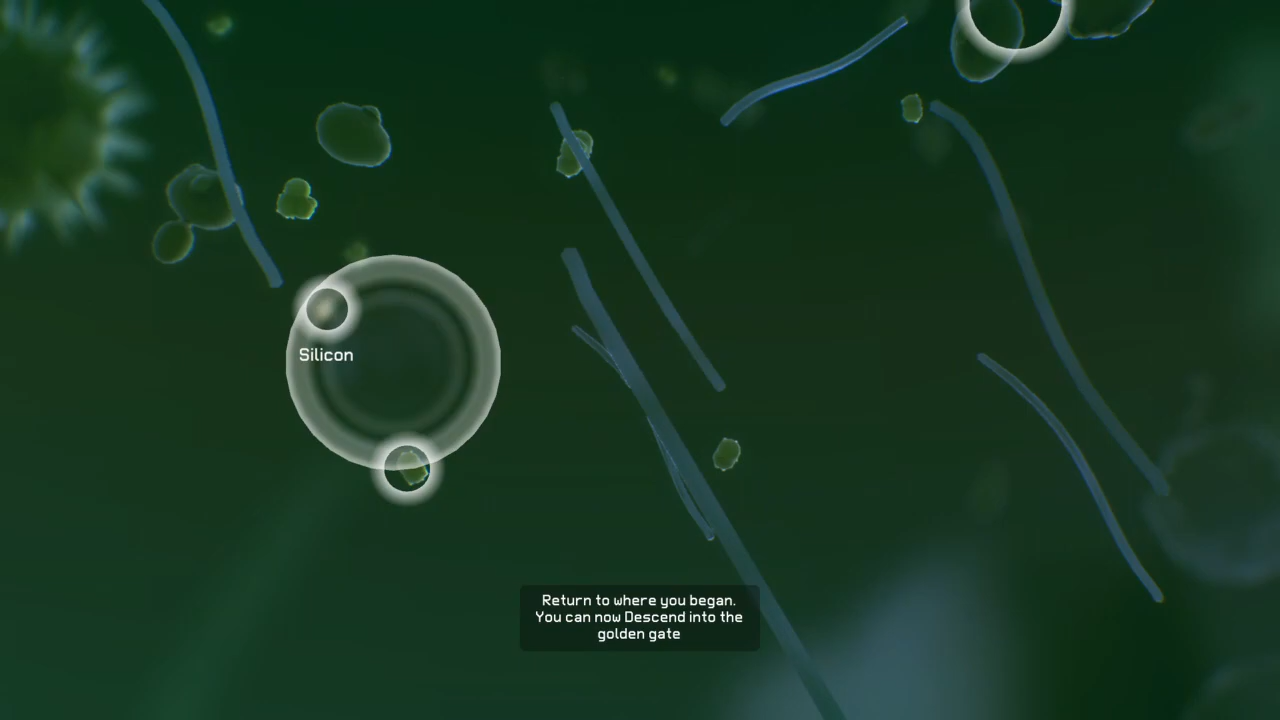 Silicon
Return to where you began.
You can now Descend into the
golden gate